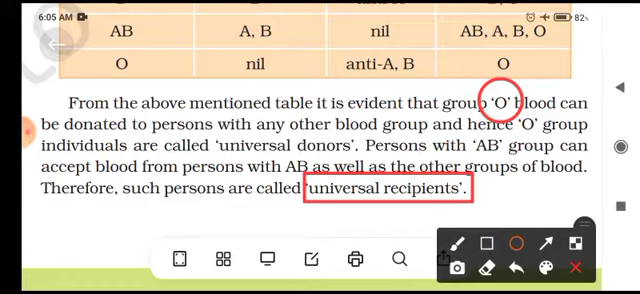 6:05 AM
82%
AB A, B nil AB, A, B, O
O nil anti-A, B O
From the above mentioned table it is evident that group ‘O’ blood can
be donated to persons with any other blood group and hence ‘O’ group
individuals are called ‘universal donors’. Persons with ‘AB’ group can
accept blood from persons with AB as well as the other groups of blood.
Therefore, such persons are called ‘universal recipients’.